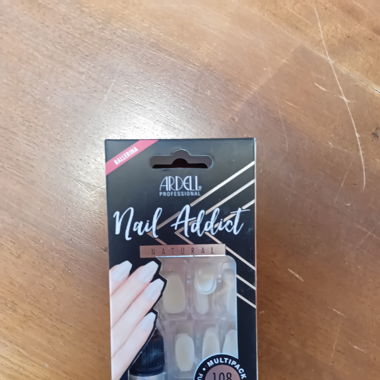 BALLERINA
ARDELL
PROFESSIONAL
Nail Addict
NATURAL
MULTIPACK
108